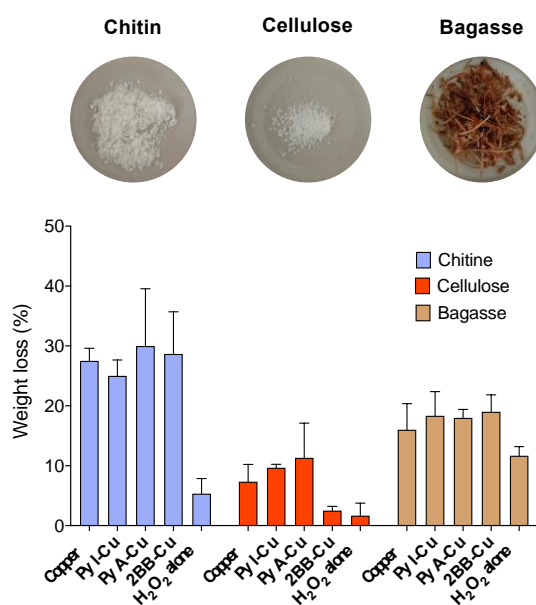 Chitin
Cellulose
Bagasse
50
40
30
20
10
0
Weight loss (%)
Chitine
Cellulose
Bagasse
Copper
Py I-Cu
Py A-Cu
2BB-Cu
H₂O₂ alone
Copper
Py I-Cu
Py A-Cu
2BB-Cu
H₂O₂ alone
Copper
Py I-Cu
Py A-Cu
2BB-Cu
H₂O₂ alone